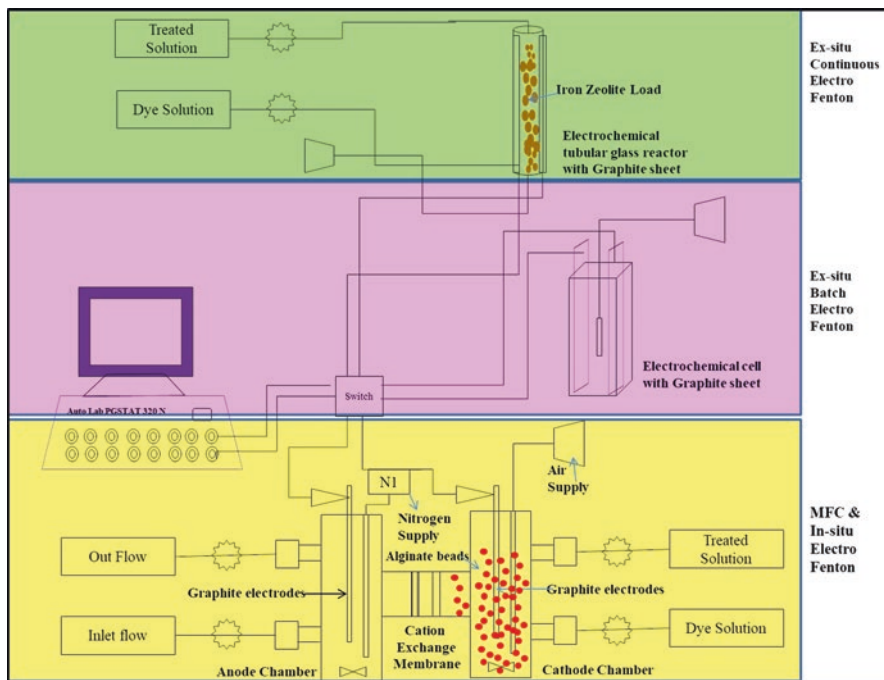 Treated
Solution
Dye Solution
Iron Zeolite Load
Electrochemical
tubular glass reactor
with Graphite sheet
Ex-situ
Continuous
Electro
Fenton
Ex-situ
Batch
Electro
Fenton
Electrochemical cell
with Graphite sheet
Switch
Auto Lab PGSTAT 320 N
Air
Supply
N1
Nitrogen
Supply
MFC &
In-situ
Electro
Fenton
Out Flow
Alginate beads
Treated
Solution
Graphite electrodes
Graphite electrodes
Inlet flow
Cation
Exchange
Membrane
Dye Solution
Anode Chamber
Cathode Chamber